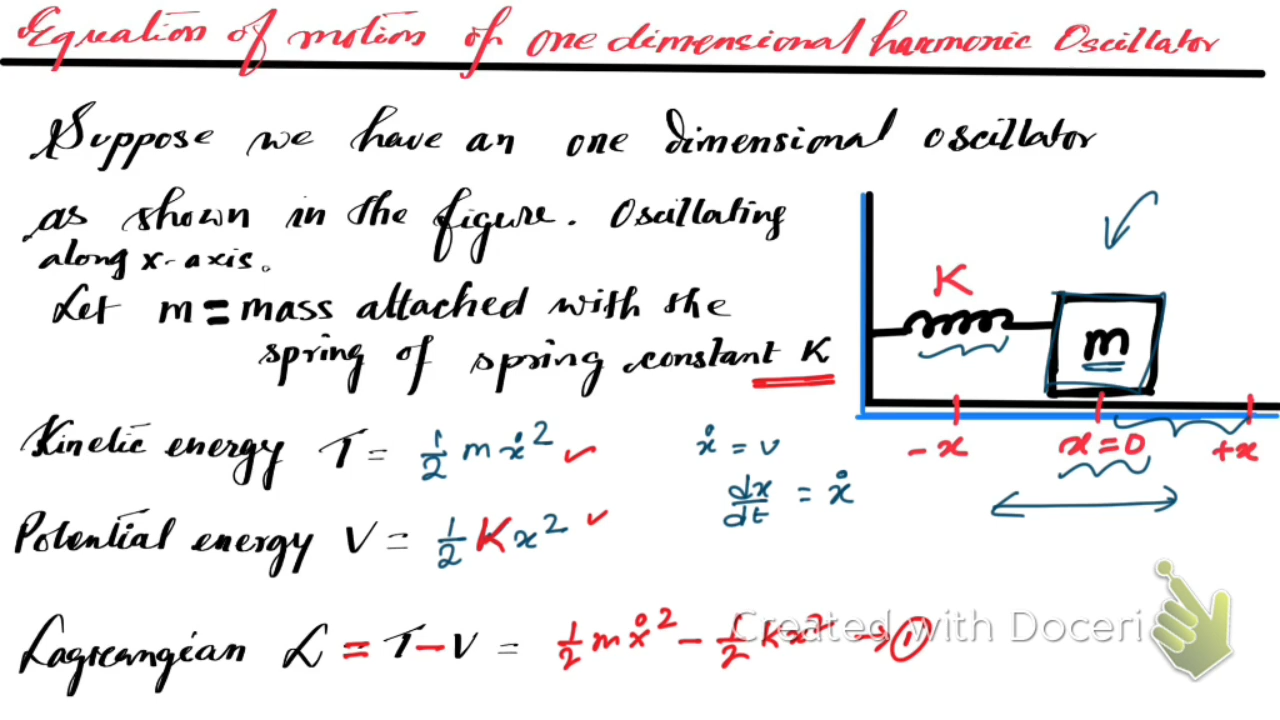 Equation of motion of one dimensional harmonic Oscillator
Suppose we have an one dimensional oscillator
as shown in the figure. Oscillating
along x-axis.
Let m = mass attached with the
spring of spring constant K
Kinetic energy T = 1/2 mẋ² ✓
ẋ = v
dx/dt = ẋ
Potential energy V = 1/2 Kx² ✓
Lagrangian L = T - V = 1/2 mẋ² - 1/2 Kx² → ①
K
m
-x x=0 +x
Created with Doceri